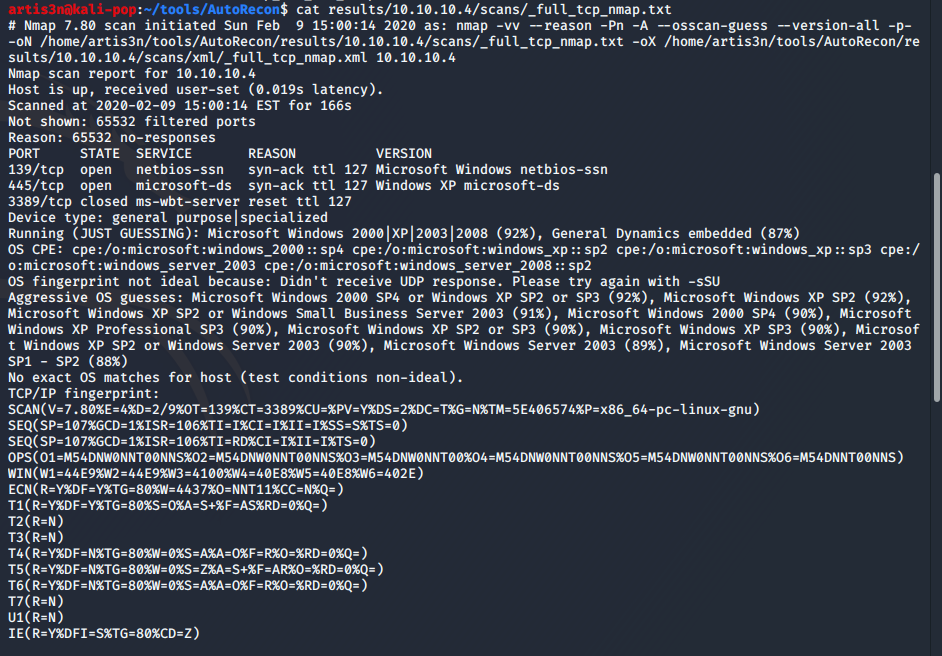 artis3n@kali-pop:~/tools/AutoRecon$ cat results/10.10.10.4/scans/_full_tcp_nmap.txt
# Nmap 7.80 scan initiated Sun Feb  9 15:00:14 2020 as: nmap -vv --reason -Pn -A --osscan-guess --version-all -p-
-oN /home/artis3n/tools/AutoRecon/results/10.10.10.4/scans/_full_tcp_nmap.txt -oX /home/artis3n/tools/AutoRecon/re
sults/10.10.10.4/scans/xml/_full_tcp_nmap.xml 10.10.10.4
Nmap scan report for 10.10.10.4
Host is up, received user-set (0.019s latency).
Scanned at 2020-02-09 15:00:14 EST for 166s
Not shown: 65532 filtered ports
Reason: 65532 no-responses
PORT     STATE  SERVICE       REASON          VERSION
139/tcp  open   netbios-ssn   syn-ack ttl 127 Microsoft Windows netbios-ssn
445/tcp  open   microsoft-ds  syn-ack ttl 127 Windows XP microsoft-ds
3389/tcp closed ms-wbt-server reset ttl 127
Device type: general purpose|specialized
Running (JUST GUESSING): Microsoft Windows 2000|XP|2003|2008 (92%), General Dynamics embedded (87%)
OS CPE: cpe:/o:microsoft:windows_2000::sp4 cpe:/o:microsoft:windows_xp::sp2 cpe:/o:microsoft:windows_xp::sp3 cpe:/
o:microsoft:windows_server_2003 cpe:/o:microsoft:windows_server_2008::sp2
OS fingerprint not ideal because: Didn't receive UDP response. Please try again with -sSU
Aggressive OS guesses: Microsoft Windows 2000 SP4 or Windows XP SP2 or SP3 (92%), Microsoft Windows XP SP2 (92%),
Microsoft Windows XP SP2 or Windows Small Business Server 2003 (91%), Microsoft Windows 2000 SP4 (90%), Microsoft
Windows XP Professional SP3 (90%), Microsoft Windows XP SP2 or SP3 (90%), Microsoft Windows XP SP3 (90%), Microsof
t Windows XP SP2 or Windows Server 2003 (90%), Microsoft Windows Server 2003 (89%), Microsoft Windows Server 2003
SP1 - SP2 (88%)
No exact OS matches for host (test conditions non-ideal).
TCP/IP fingerprint:
SCAN(V=7.80%E=4%D=2/9%OT=139%CT=3389%CU=%PV=Y%DS=2%DC=T%G=N%TM=5E406574%P=x86_64-pc-linux-gnu)
SEQ(SP=107%GCD=1%ISR=106%TI=I%CI=I%II=I%SS=S%TS=0)
SEQ(SP=107%GCD=1%ISR=106%TI=RD%CI=I%II=I%TS=0)
OPS(O1=M54DNW0NNT00NNS%O2=M54DNW0NNT00NNS%O3=M54DNW0NNT00%O4=M54DNW0NNT00NNS%O5=M54DNW0NNT00NNS%O6=M54DNNT00NNS)
WIN(W1=44E9%W2=44E9%W3=4100%W4=40E8%W5=40E8%W6=402E)
ECN(R=Y%DF=Y%TG=80%W=4437%O=NNT11%CC=N%Q=)
T1(R=Y%DF=Y%TG=80%S=O%A=S+%F=AS%RD=0%Q=)
T2(R=N)
T3(R=N)
T4(R=Y%DF=N%TG=80%W=0%S=A%A=O%F=R%O=%RD=0%Q=)
T5(R=Y%DF=N%TG=80%W=0%S=Z%A=S+%F=AR%O=%RD=0%Q=)
T6(R=Y%DF=N%TG=80%W=0%S=A%A=O%F=R%O=%RD=0%Q=)
T7(R=N)
U1(R=N)
IE(R=Y%DFI=S%TG=80%CD=Z)